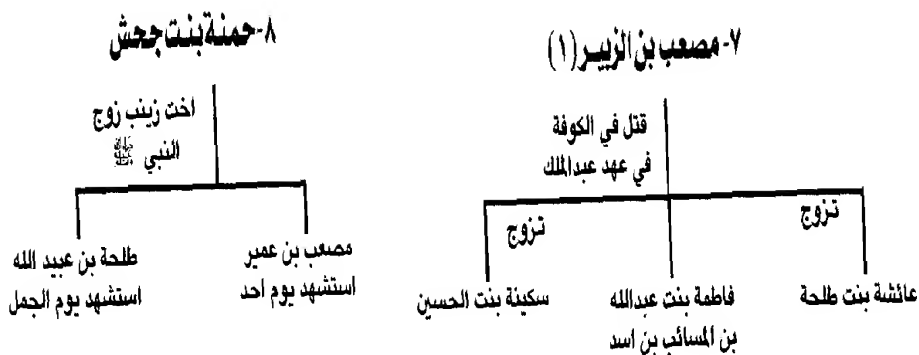 ٧-مصعب بن الزبير (١)
قتل في الكوفة
في عهد عبدالملك
تزوج
تزوج
عائشة بنت طلحة
فاطمة بنت عبدالله
بن المسائب بن اسد
سكينة بنت الحسين
٨-حمنة بنت جحش
اخت زينب زوج
النبي ﷺ
مصعب بن عمير
استشهد يوم احد
طلحة بن عبيد الله
استشهد يوم الجمل